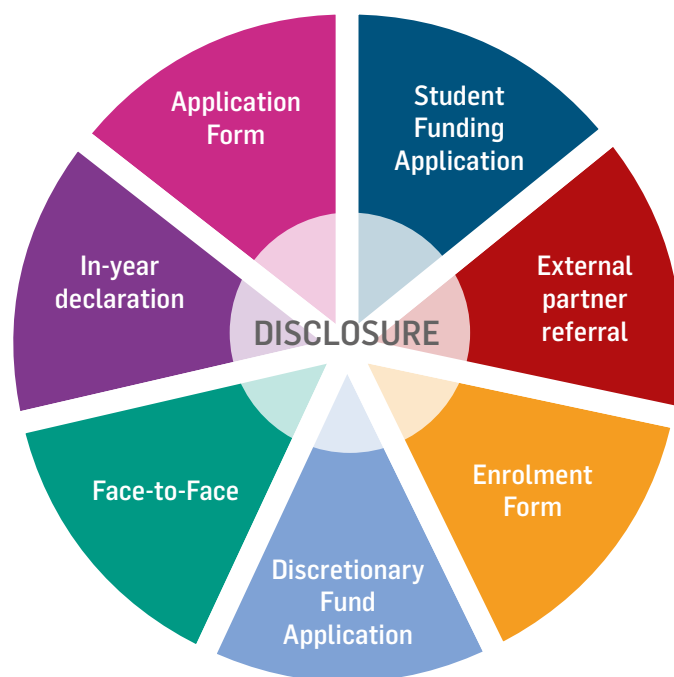 Application
Form
Student
Funding
Application
In-year
declaration
External
partner
referral
DISCLOSURE
Face-to-Face
Enrolment
Form
Discretionary
Fund
Application